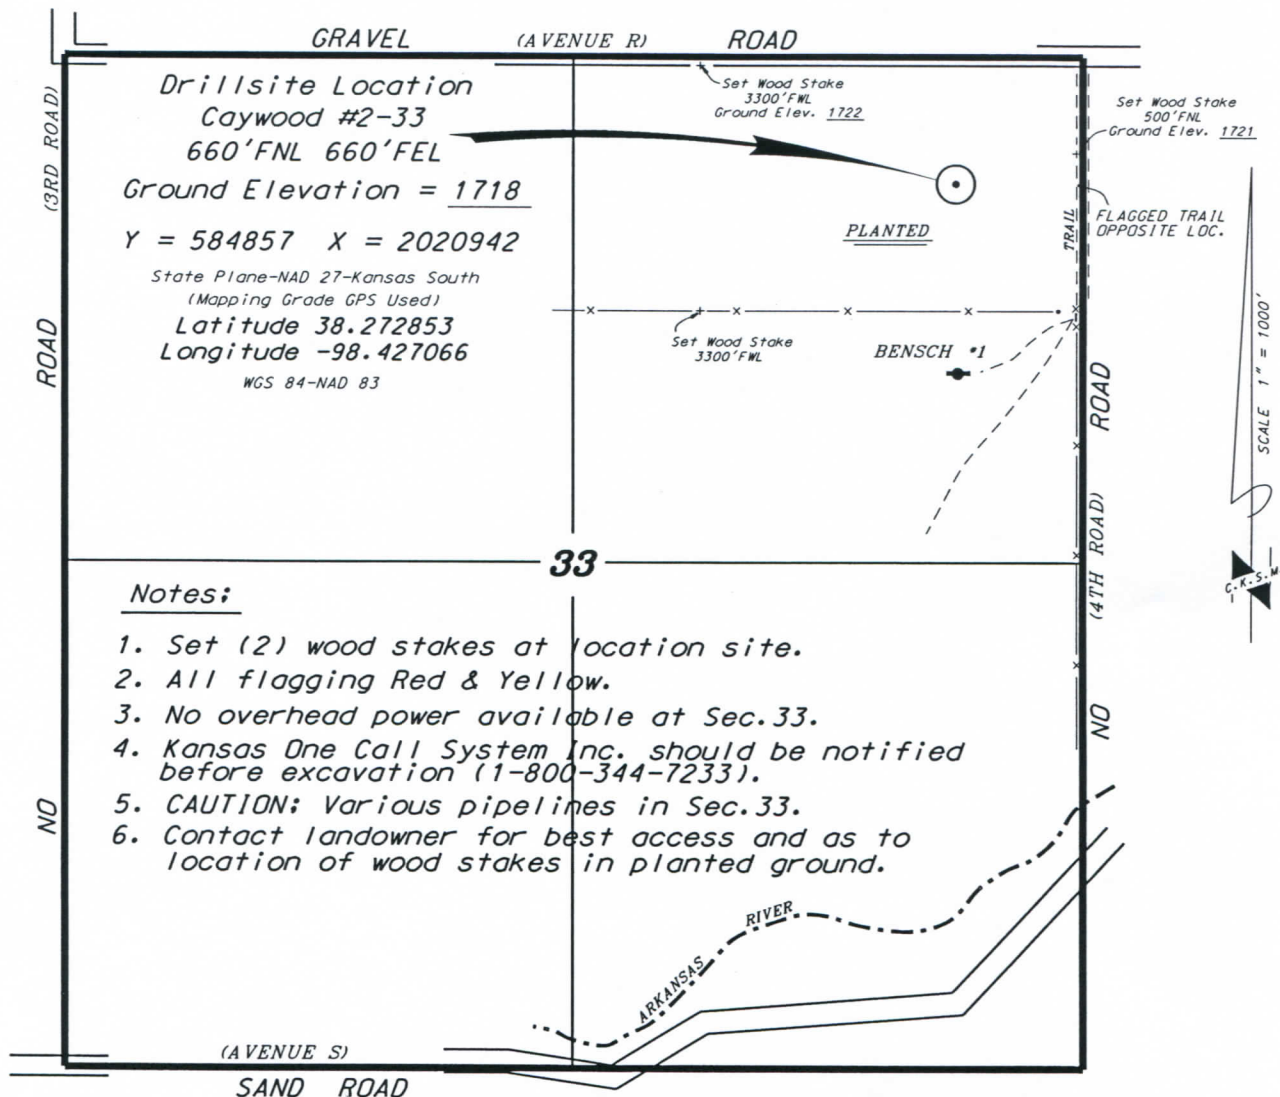 GRAVEL (AVENUE R) ROAD
Drillsite Location
Caywood #2-33
660'FNL 660'FEL
Ground Elevation = 1718
Y = 584857 X = 2020942
State Plane-NAD 27-Kansas South
(Mapping Grade GPS Used)
Latitude 38.272853
Longitude -98.427066
WGS 84-NAD 83
Set Wood Stake
3300'FWL
Ground Elev. 1722
Set Wood Stake
500'FNL
Ground Elev. 1721
(3RD ROAD)
ROAD
NO
PLANTED
TRAIL
FLAGGED TRAIL
OPPOSITE LOC.
Set Wood Stake
3300'FWL
BENSCH #1
ROAD
(4TH ROAD)
NO
SCALE 1" = 1000'
C.K.S.M.
33
Notes:
1. Set (2) wood stakes at location site.
2. All flagging Red & Yellow.
3. No overhead power available at Sec.33.
4. Kansas One Call System Inc. should be notified
before excavation (1-800-344-7233).
5. CAUTION: Various pipelines in Sec.33.
6. Contact landowner for best access and as to
location of wood stakes in planted ground.
ARKANSAS RIVER
(AVENUE S)
SAND ROAD